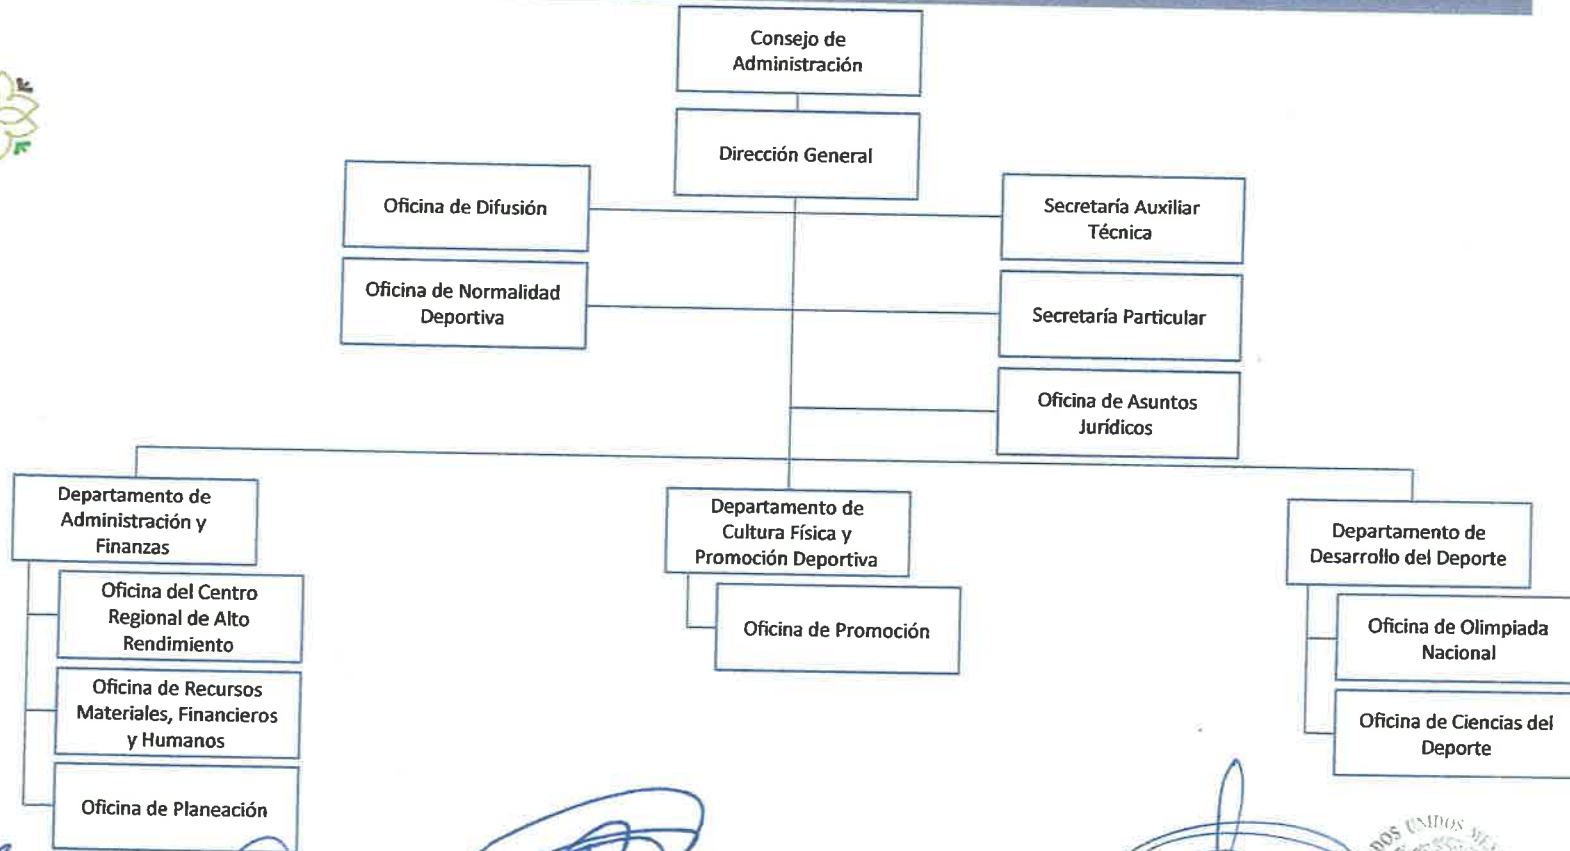 Consejo de
Administración
Dirección General
Oficina de Difusión
Secretaría Auxiliar
Técnica
Oficina de Normalidad
Deportiva
Secretaría Particular
Oficina de Asuntos
Jurídicos
Departamento de
Administración y
Finanzas
Departamento de
Cultura Física y
Promoción Deportiva
Departamento de
Desarrollo del Deporte
Oficina del Centro
Regional de Alto
Rendimiento
Oficina de Promoción
Oficina de Olimpiada
Nacional
Oficina de Recursos
Materiales, Financieros
y Humanos
Oficina de Ciencias del
Deporte
Oficina de Planeación
UNIDOS